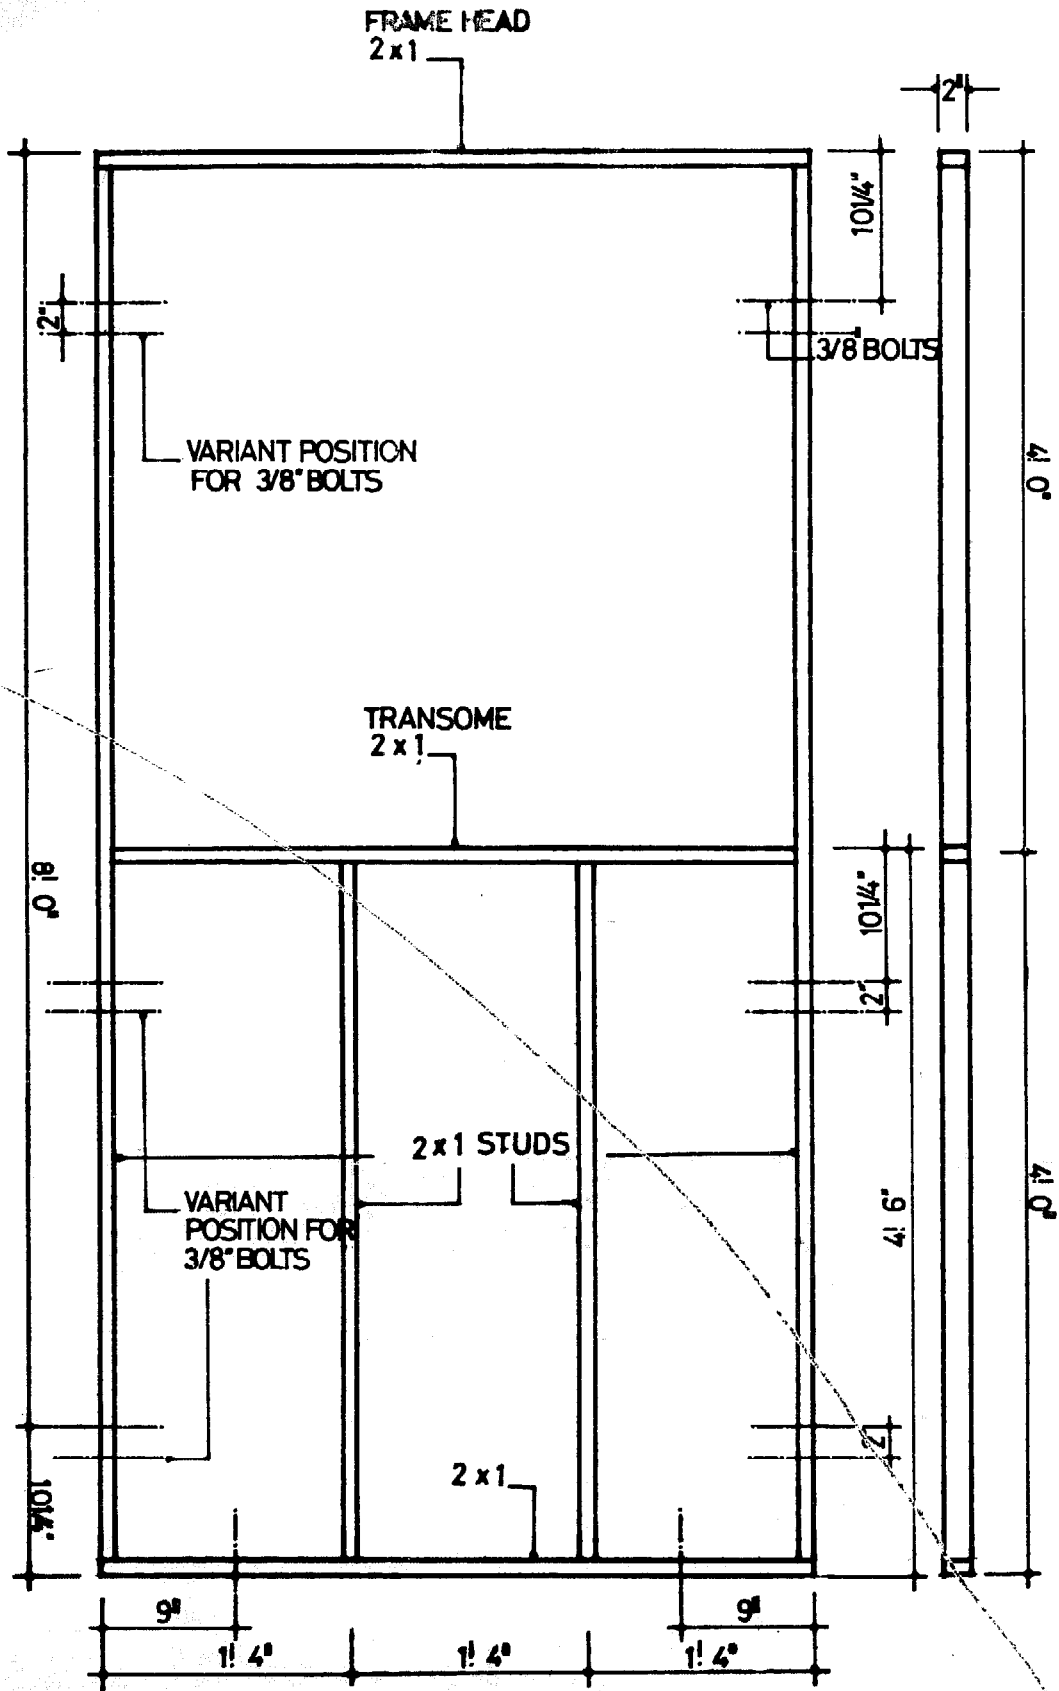 FRAME HEAD
2 x 1
2"
10 1/4"
2"
3/8 BOLTS
VARIANT POSITION
FOR 3/8" BOLTS
4! 0"
TRANSOME
2 x 1
8! 0"
10 1/4"
2"
2 x 1 STUDS
VARIANT
POSITION FOR
3/8" BOLTS
4! 6"
4! 0"
2"
2 x 1
10 1/4"
9"
9"
1! 4"
1! 4"
1! 4"